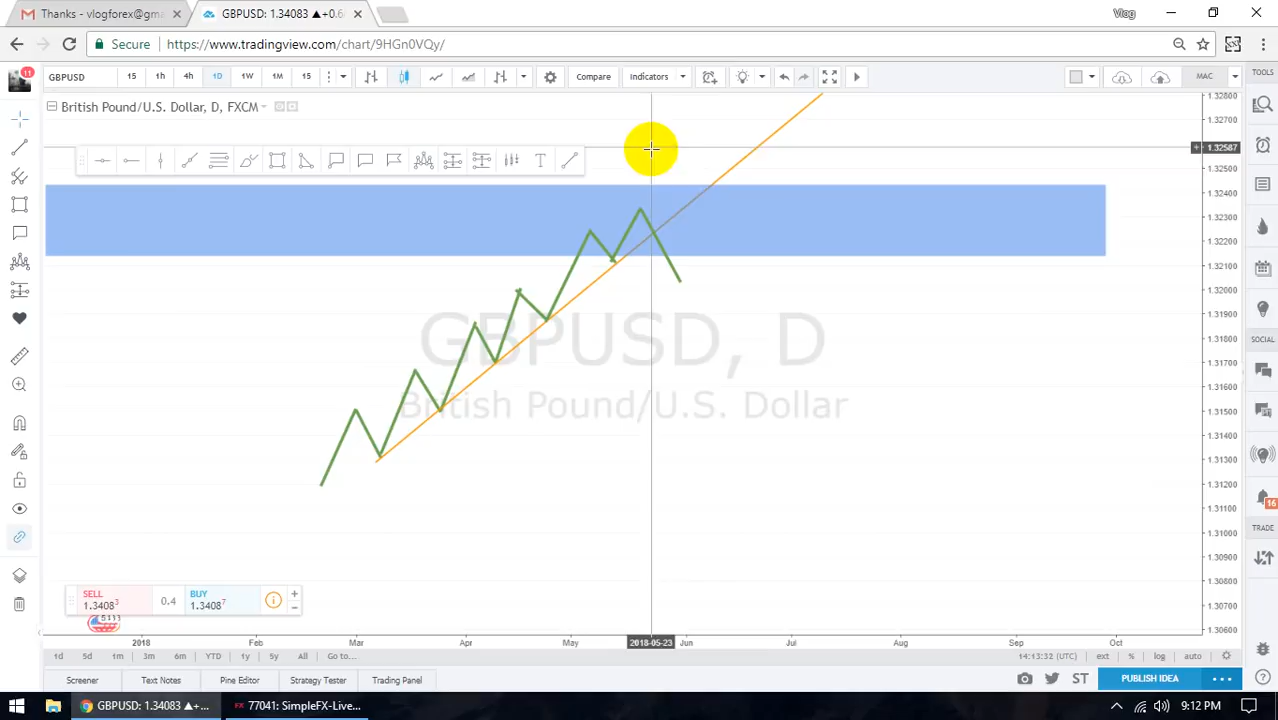 Thanks - vlogforex@gm
GBPUSD: 1.34083 ▲+0.6
Vlog
Secure
https://www.tradingview.com/chart/9HGn0VQy/
11
GBPUSD
15
1h
4h
1D
1W
1M
15
Compare
Indicators
MAC
TOOLS
British Pound/U.S. Dollar, D, FXCM
1.32800
1.32700
1.32587
1.32500
1.32400
1.32300
1.32200
1.32100
1.32000
1.31900
1.31800
1.31700
1.31600
1.31500
1.31400
1.31300
1.31200
1.31100
1.31000
1.30900
1.30800
1.30700
1.30600
GBPUSD, D
British Pound/U.S. Dollar
SOCIAL
16
TRADE
SELL
1.34083
0.4
BUY
1.34087
2018
Feb
Mar
Apr
May
2018-05-23
Jun
Jul
Aug
Sep
Oct
1d
5d
1m
3m
6m
YTD
1y
5y
All
Go to...
14:13:32 (UTC)
ext
%
log
auto
Screener
Text Notes
Pine Editor
Strategy Tester
Trading Panel
ST
PUBLISH IDEA
GBPUSD: 1.34083 ▲+...
77041: SimpleFX-Live...
9:12 PM